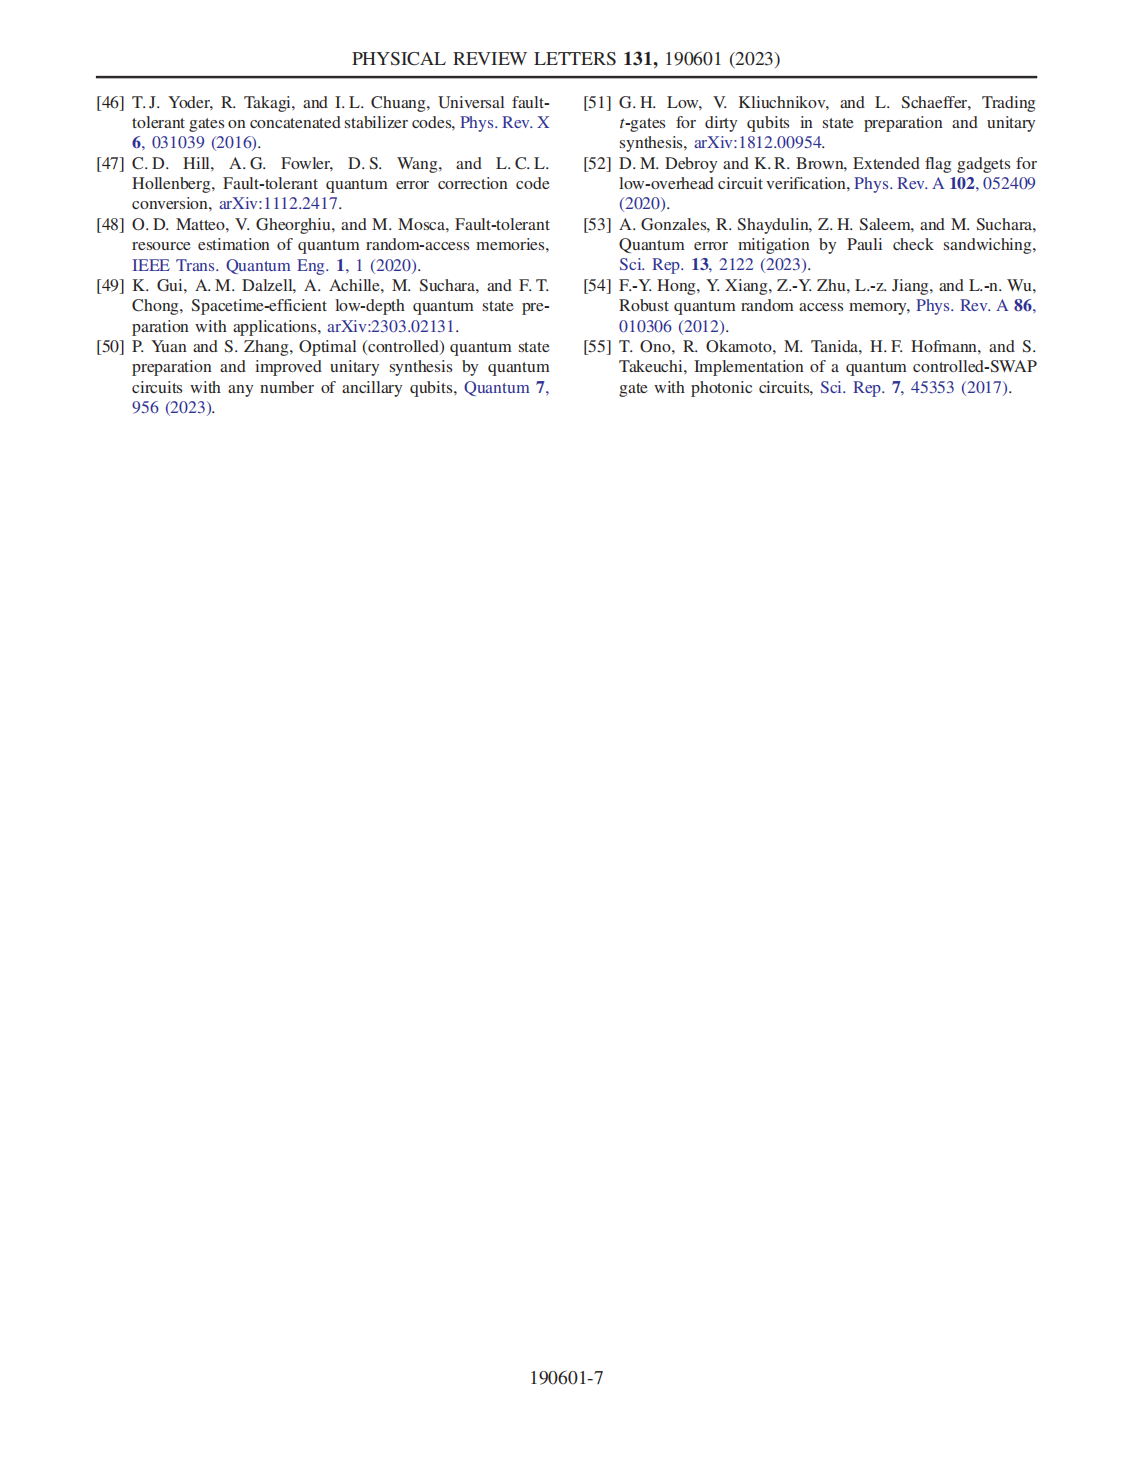 PHYSICAL REVIEW LETTERS 131, 190601 (2023)
[46] T. J. Yoder, R. Takagi, and I. L. Chuang, Universal fault-
tolerant gates on concatenated stabilizer codes, Phys. Rev. X
6, 031039 (2016).
[47] C. D. Hill, A. G. Fowler, D. S. Wang, and L. C. L.
Hollenberg, Fault-tolerant quantum error correction code
conversion, arXiv:1112.2417.
[48] O. D. Matteo, V. Gheorghiu, and M. Mosca, Fault-tolerant
resource estimation of quantum random-access memories,
IEEE Trans. Quantum Eng. 1, 1 (2020).
[49] K. Gui, A. M. Dalzell, A. Achille, M. Suchara, and F. T.
Chong, Spacetime-efficient low-depth quantum state pre-
paration with applications, arXiv:2303.02131.
[50] P. Yuan and S. Zhang, Optimal (controlled) quantum state
preparation and improved unitary synthesis by quantum
circuits with any number of ancillary qubits, Quantum 7,
956 (2023).
[51] G. H. Low, V. Kliuchnikov, and L. Schaeffer, Trading
t-gates for dirty qubits in state preparation and unitary
synthesis, arXiv:1812.00954.
[52] D. M. Debroy and K. R. Brown, Extended flag gadgets for
low-overhead circuit verification, Phys. Rev. A 102, 052409
(2020).
[53] A. Gonzales, R. Shaydulin, Z. H. Saleem, and M. Suchara,
Quantum error mitigation by Pauli check sandwiching,
Sci. Rep. 13, 2122 (2023).
[54] F.-Y. Hong, Y. Xiang, Z.-Y. Zhu, L.-z. Jiang, and L.-n. Wu,
Robust quantum random access memory, Phys. Rev. A 86,
010306 (2012).
[55] T. Ono, R. Okamoto, M. Tanida, H. F. Hofmann, and S.
Takeuchi, Implementation of a quantum controlled-SWAP
gate with photonic circuits, Sci. Rep. 7, 45353 (2017).
190601-7